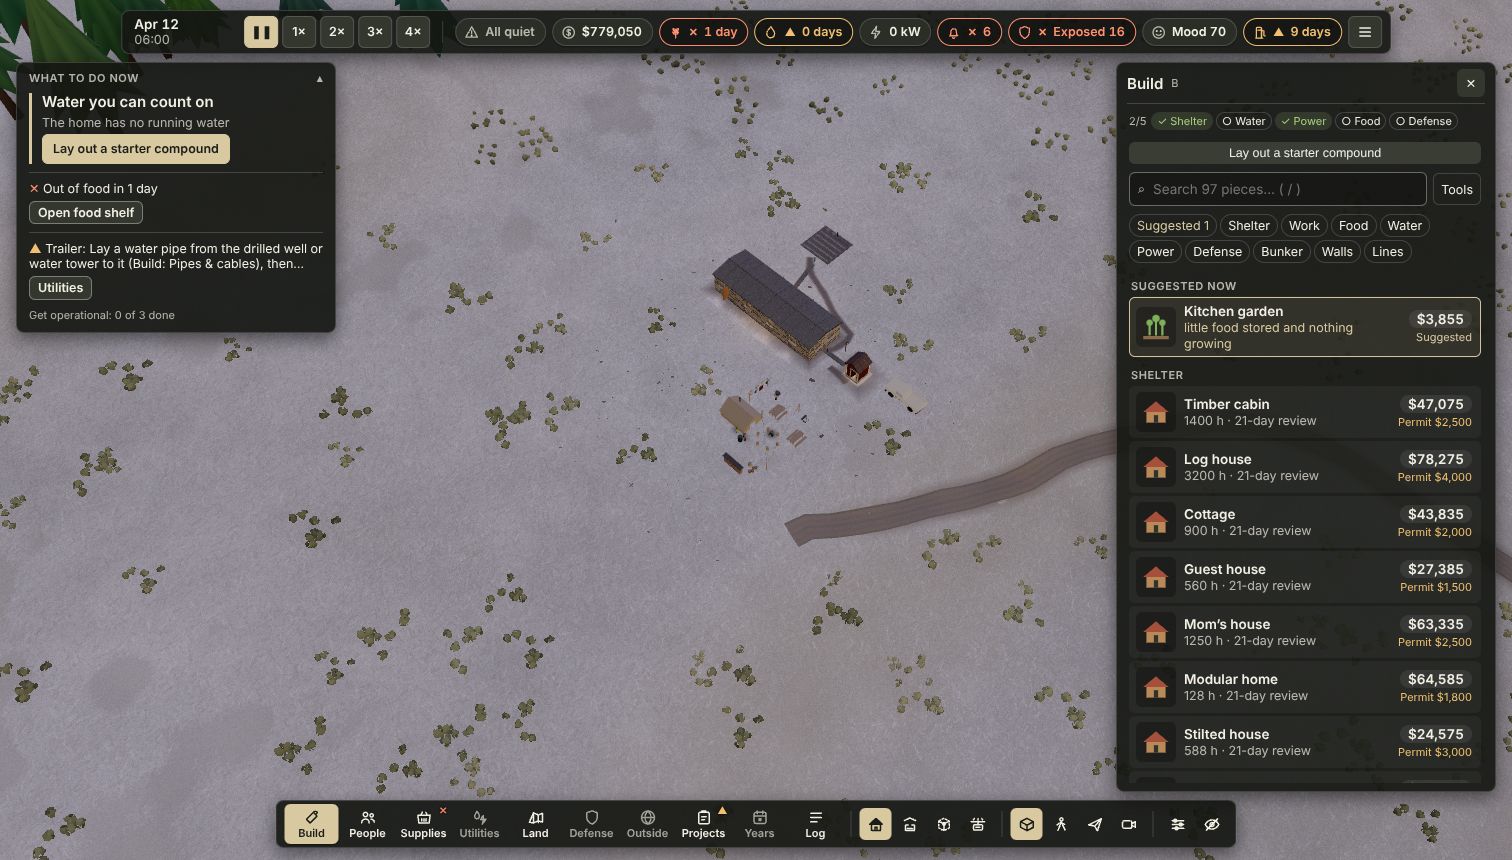 Apr 12
06:00
1×
2×
3×
4×
All quiet
$779,050
× 1 day
0 days
0 kW
× 6
× Exposed 16
Mood 70
9 days
WHAT TO DO NOW
Water you can count on
The home has no running water
Lay out a starter compound
× Out of food in 1 day
Open food shelf
Trailer: Lay a water pipe from the drilled well or
water tower to it (Build: Pipes & cables), then...
Utilities
Get operational: 0 of 3 done
Build B
2/5 ✓ Shelter Water ✓ Power Food Defense
Lay out a starter compound
Search 97 pieces... ( / )
Tools
Suggested 1 Shelter Work Food Water
Power Defense Bunker Walls Lines
SUGGESTED NOW
Kitchen garden
little food stored and nothing
growing
$3,855
Suggested
SHELTER
Timber cabin
1400 h · 21-day review
$47,075
Permit $2,500
Log house
3200 h · 21-day review
$78,275
Permit $4,000
Cottage
900 h · 21-day review
$43,835
Permit $2,000
Guest house
560 h · 21-day review
$27,385
Permit $1,500
Mom’s house
1250 h · 21-day review
$63,335
Permit $2,500
Modular home
128 h · 21-day review
$64,585
Permit $1,800
Stilted house
588 h · 21-day review
$24,575
Permit $3,000
Build
People
Supplies
Utilities
Land
Defense
Outside
Projects
Years
Log